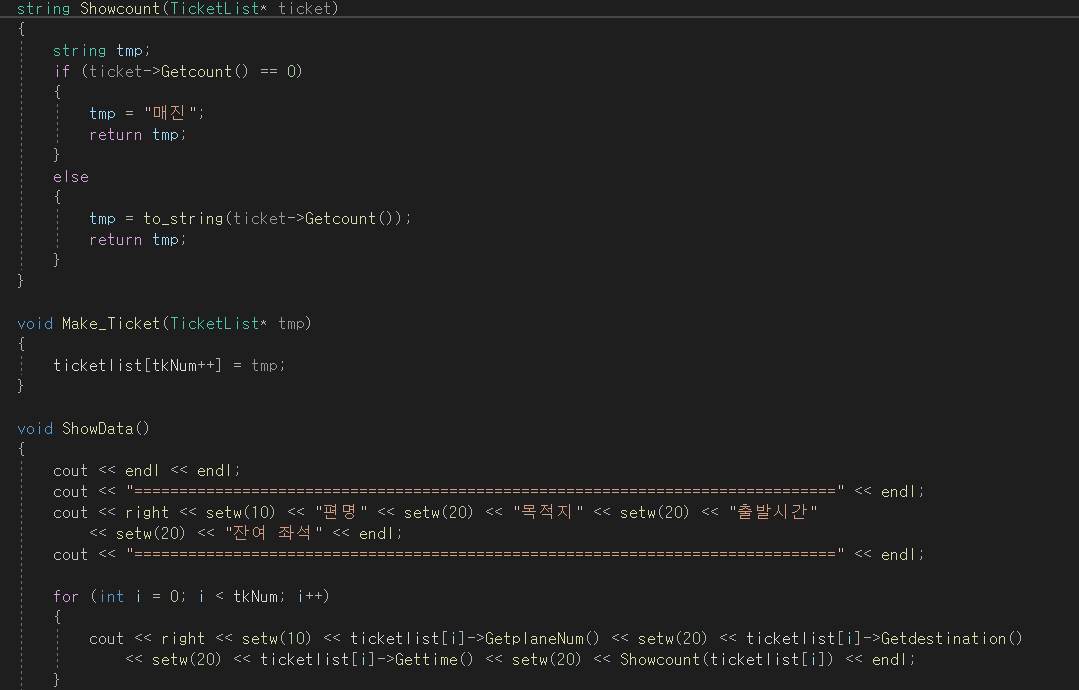 string Showcount(TicketList* ticket)
{
    string tmp;
    if (ticket->Getcount() == 0)
    {
        tmp = "매진";
        return tmp;
    }
    else
    {
        tmp = to_string(ticket->Getcount());
        return tmp;
    }
}

void Make_Ticket(TicketList* tmp)
{
    ticketlist[tkNum++] = tmp;
}

void ShowData()
{
    cout << endl << endl;
    cout << "==============================================================================" << endl;
    cout << right << setw(10) << "편명" << setw(20) << "목적지" << setw(20) << "출발시간"
        << setw(20) << "잔여 좌석" << endl;
    cout << "==============================================================================" << endl;

    for (int i = 0; i < tkNum; i++)
    {
        cout << right << setw(10) << ticketlist[i]->GetplaneNum() << setw(20) << ticketlist[i]->Getdestination()
            << setw(20) << ticketlist[i]->Gettime() << setw(20) << Showcount(ticketlist[i]) << endl;
    }